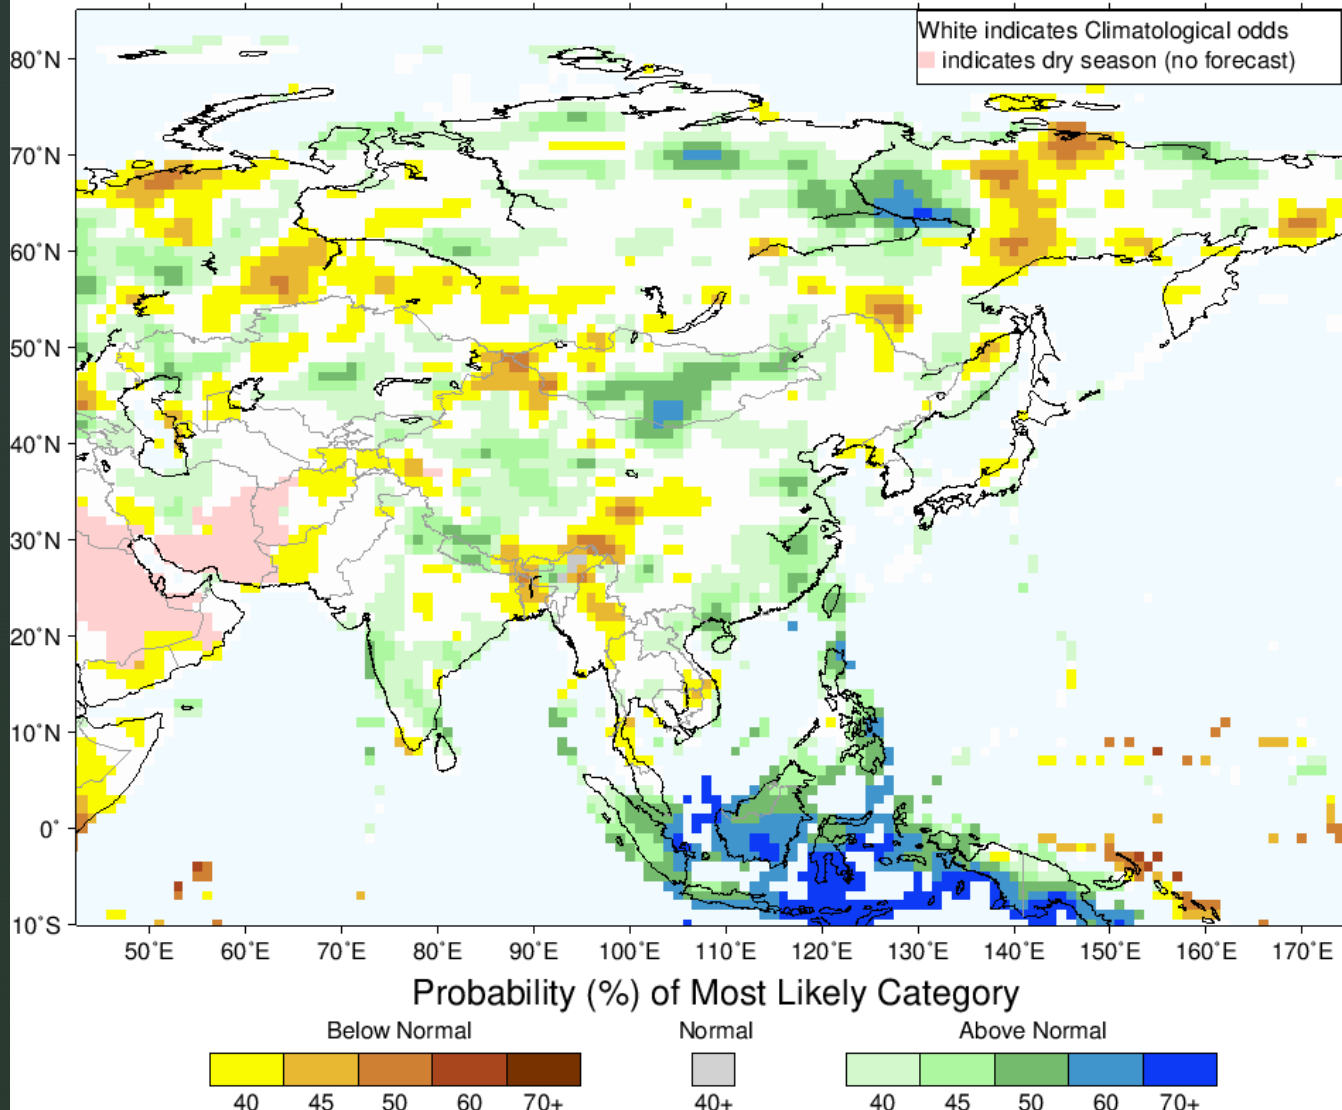 White indicates Climatological odds
indicates dry season (no forecast)
80˚N
70˚N
60˚N
50˚N
40˚N
30˚N
20˚N
10˚N
0˚
10˚S
50˚E 60˚E 70˚E 80˚E 90˚E 100˚E 110˚E 120˚E 130˚E 140˚E 150˚E 160˚E 170˚E
Probability (%) of Most Likely Category
Below Normal Normal Above Normal
40 45 50 60 70+ 40+ 40 45 50 60 70+